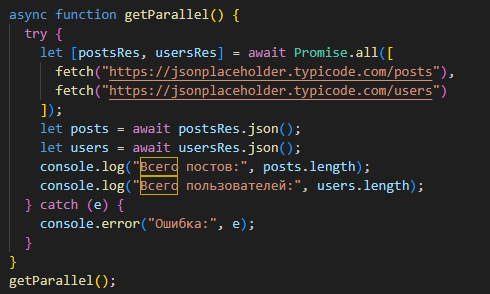 async function getParallel() {
  try {
    let [postsRes, usersRes] = await Promise.all([
      fetch("https://jsonplaceholder.typicode.com/posts"),
      fetch("https://jsonplaceholder.typicode.com/users")
    ]);
    let posts = await postsRes.json();
    let users = await usersRes.json();
    console.log("Всего постов:", posts.length);
    console.log("Всего пользователей:", users.length);
  } catch (e) {
    console.error("Ошибка:", e);
  }
}
getParallel();